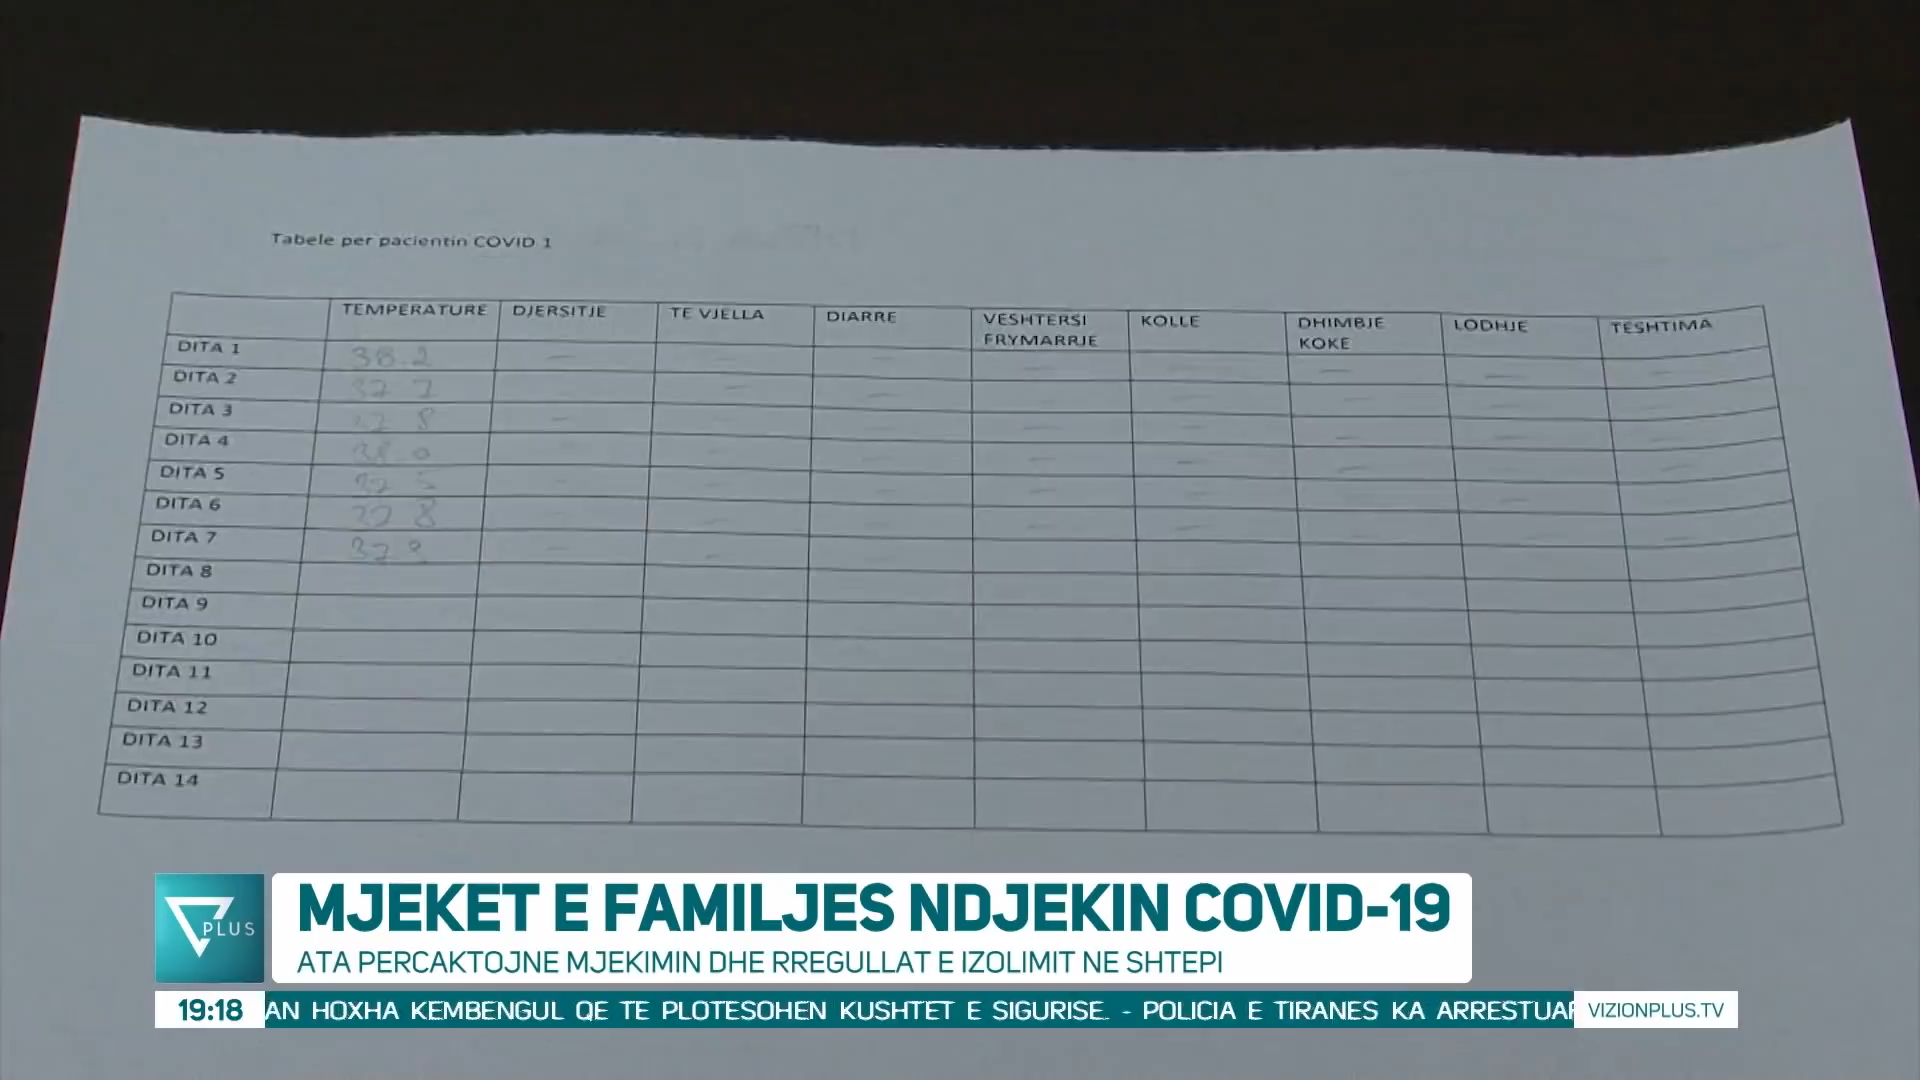 Tabele per pacientin COVID 1
TEMPERATURE DJERSITJE TE VJELLA DIARRE VESHTERSI FRYMARRJE KOLLE DHIMBJE KOKE LODHJE TESHTIMA
DITA 1 38.2 - - - - - - - -
DITA 2
DITA 3
DITA 4
DITA 5
DITA 6
DITA 7
DITA 8
DITA 9
DITA 10
DITA 11
DITA 12
DITA 13
DITA 14
PLUS
MJEKET E FAMILJES NDJEKIN COVID-19
ATA PERCAKTOJNE MJEKIMIN DHE RREGULLAT E IZOLIMIT NE SHTEPI
19:18 AN HOXHA KEMBENGUL QE TE PLOTESOHEN KUSHTET E SIGURISE. - POLICIA E TIRANES KA ARRESTUAR VIZIONPLUS.TV